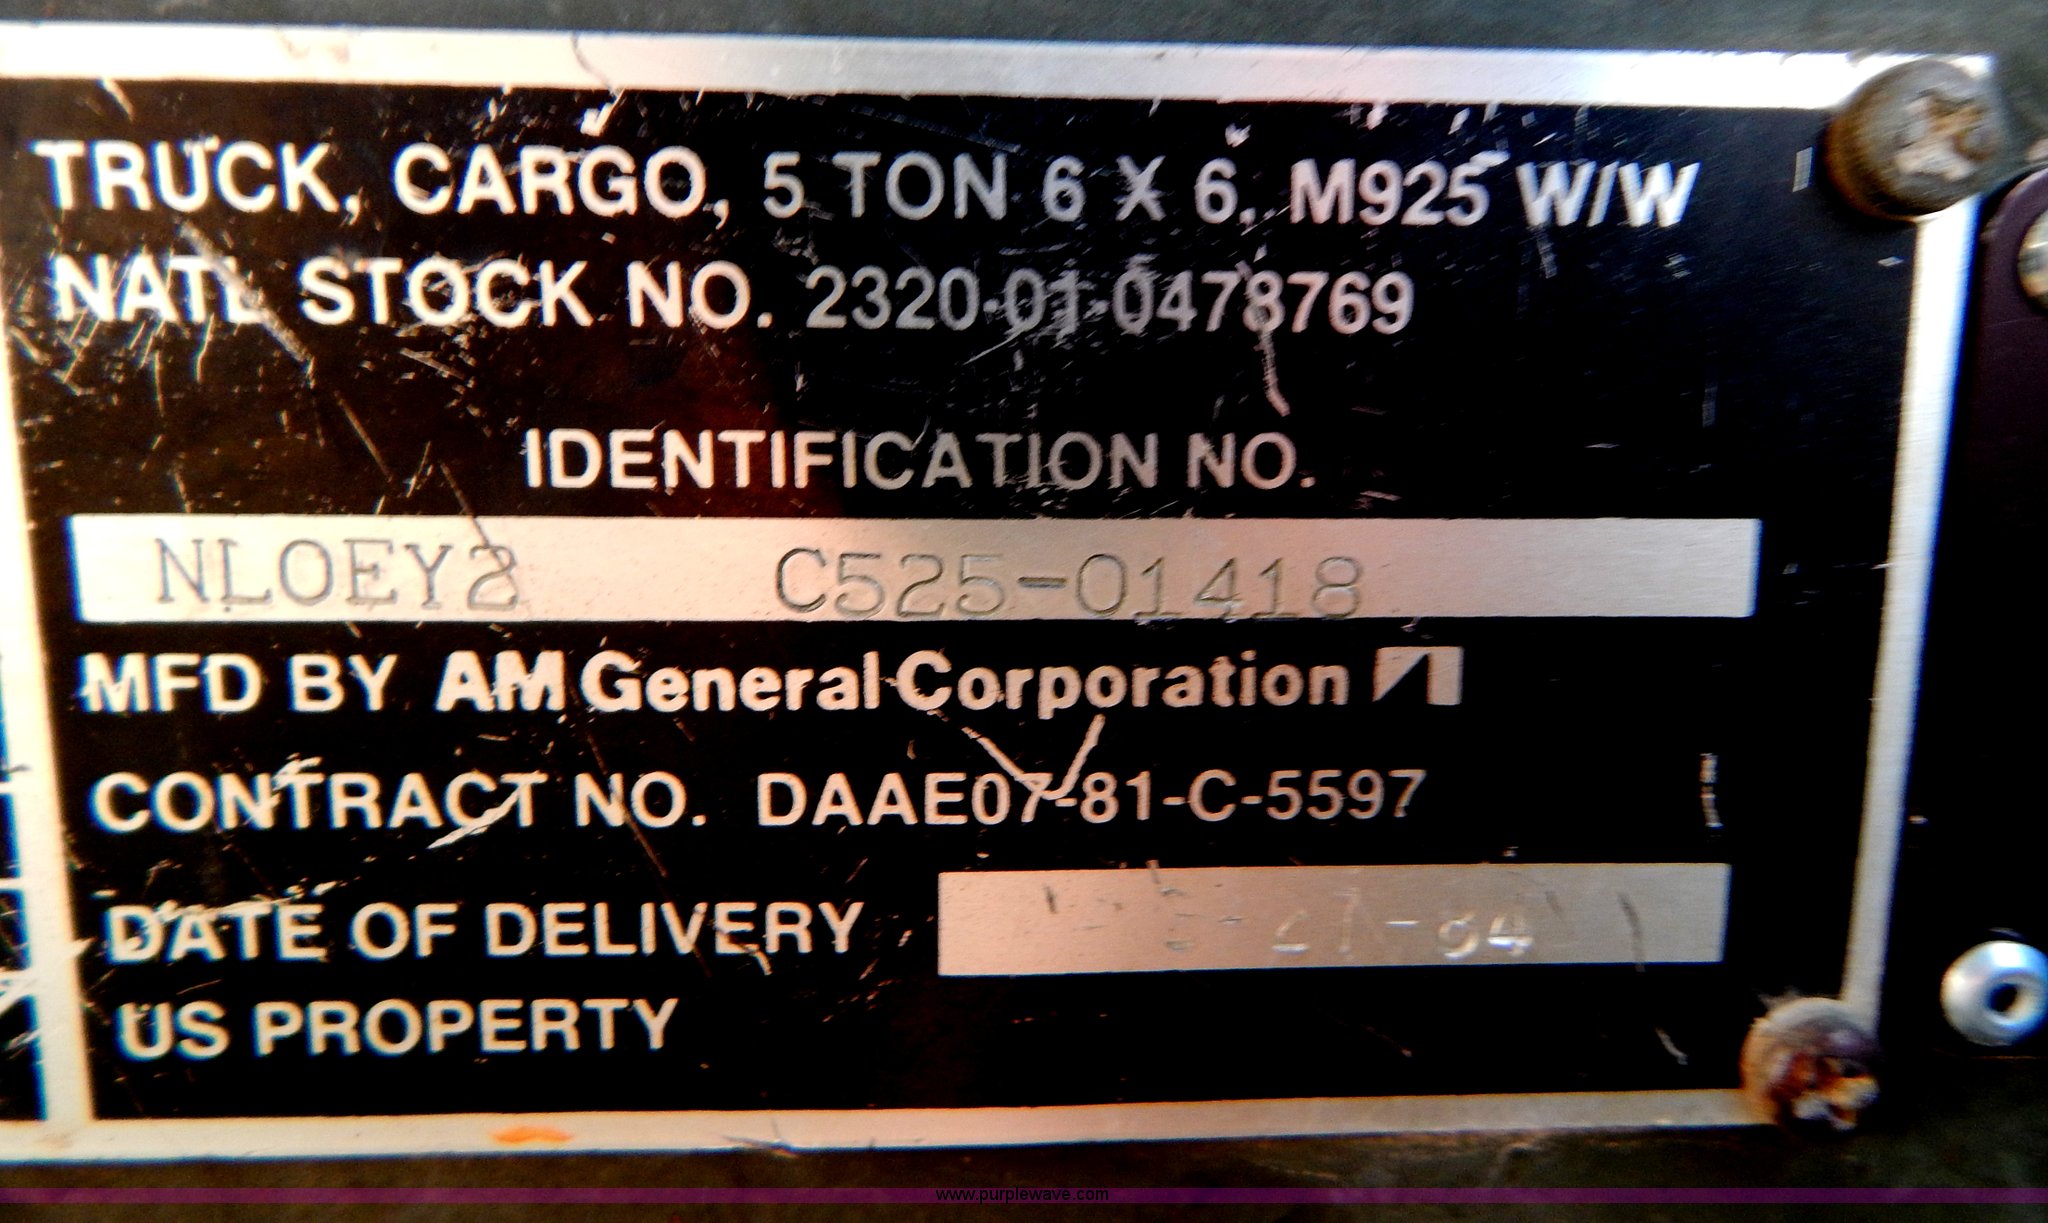 TRUCK, CARGO, 5 TON 6 X 6, M925 W/W
NATL STOCK NO. 2320-01-0478769
IDENTIFICATION NO.
NLOEY2 C525-01418
MFD BY AM General Corporation
CONTRACT NO. DAAE07-81-C-5597
DATE OF DELIVERY
US PROPERTY
www.purplewave.com